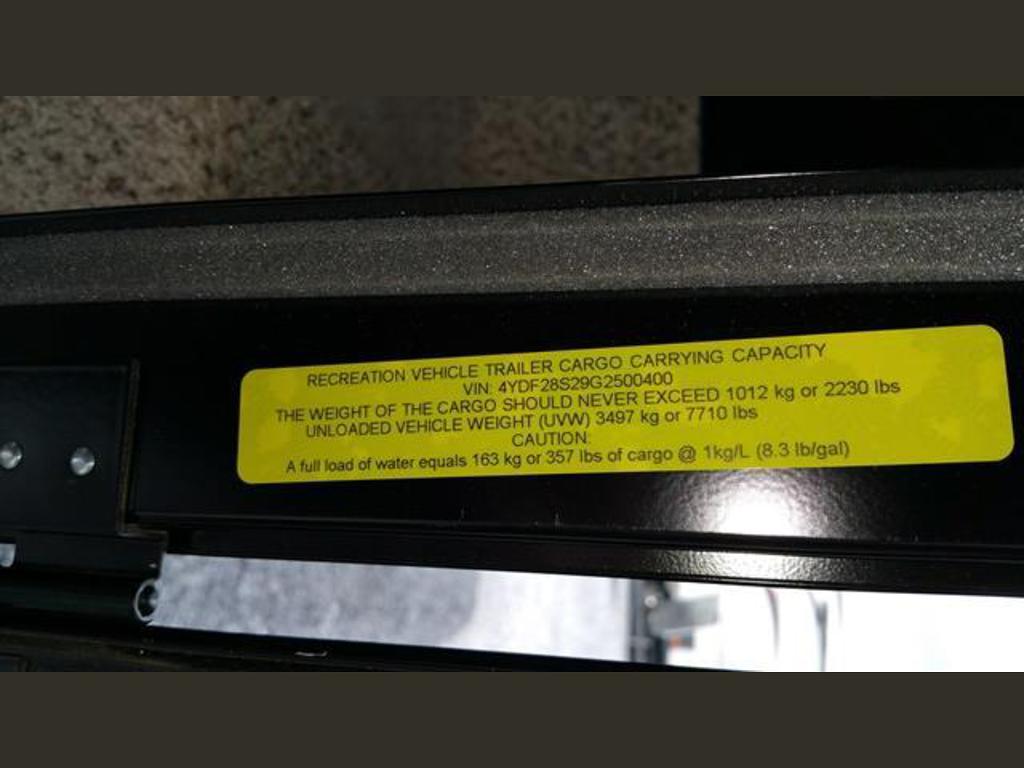 RECREATION VEHICLE TRAILER CARGO CARRYING CAPACITY
VIN: 4YDF28S29G2500400
THE WEIGHT OF THE CARGO SHOULD NEVER EXCEED 1012 kg or 2230 lbs
UNLOADED VEHICLE WEIGHT (UVW) 3497 kg or 7710 lbs
CAUTION:
A full load of water equals 163 kg or 357 lbs of cargo @ 1kg/L (8.3 lb/gal)